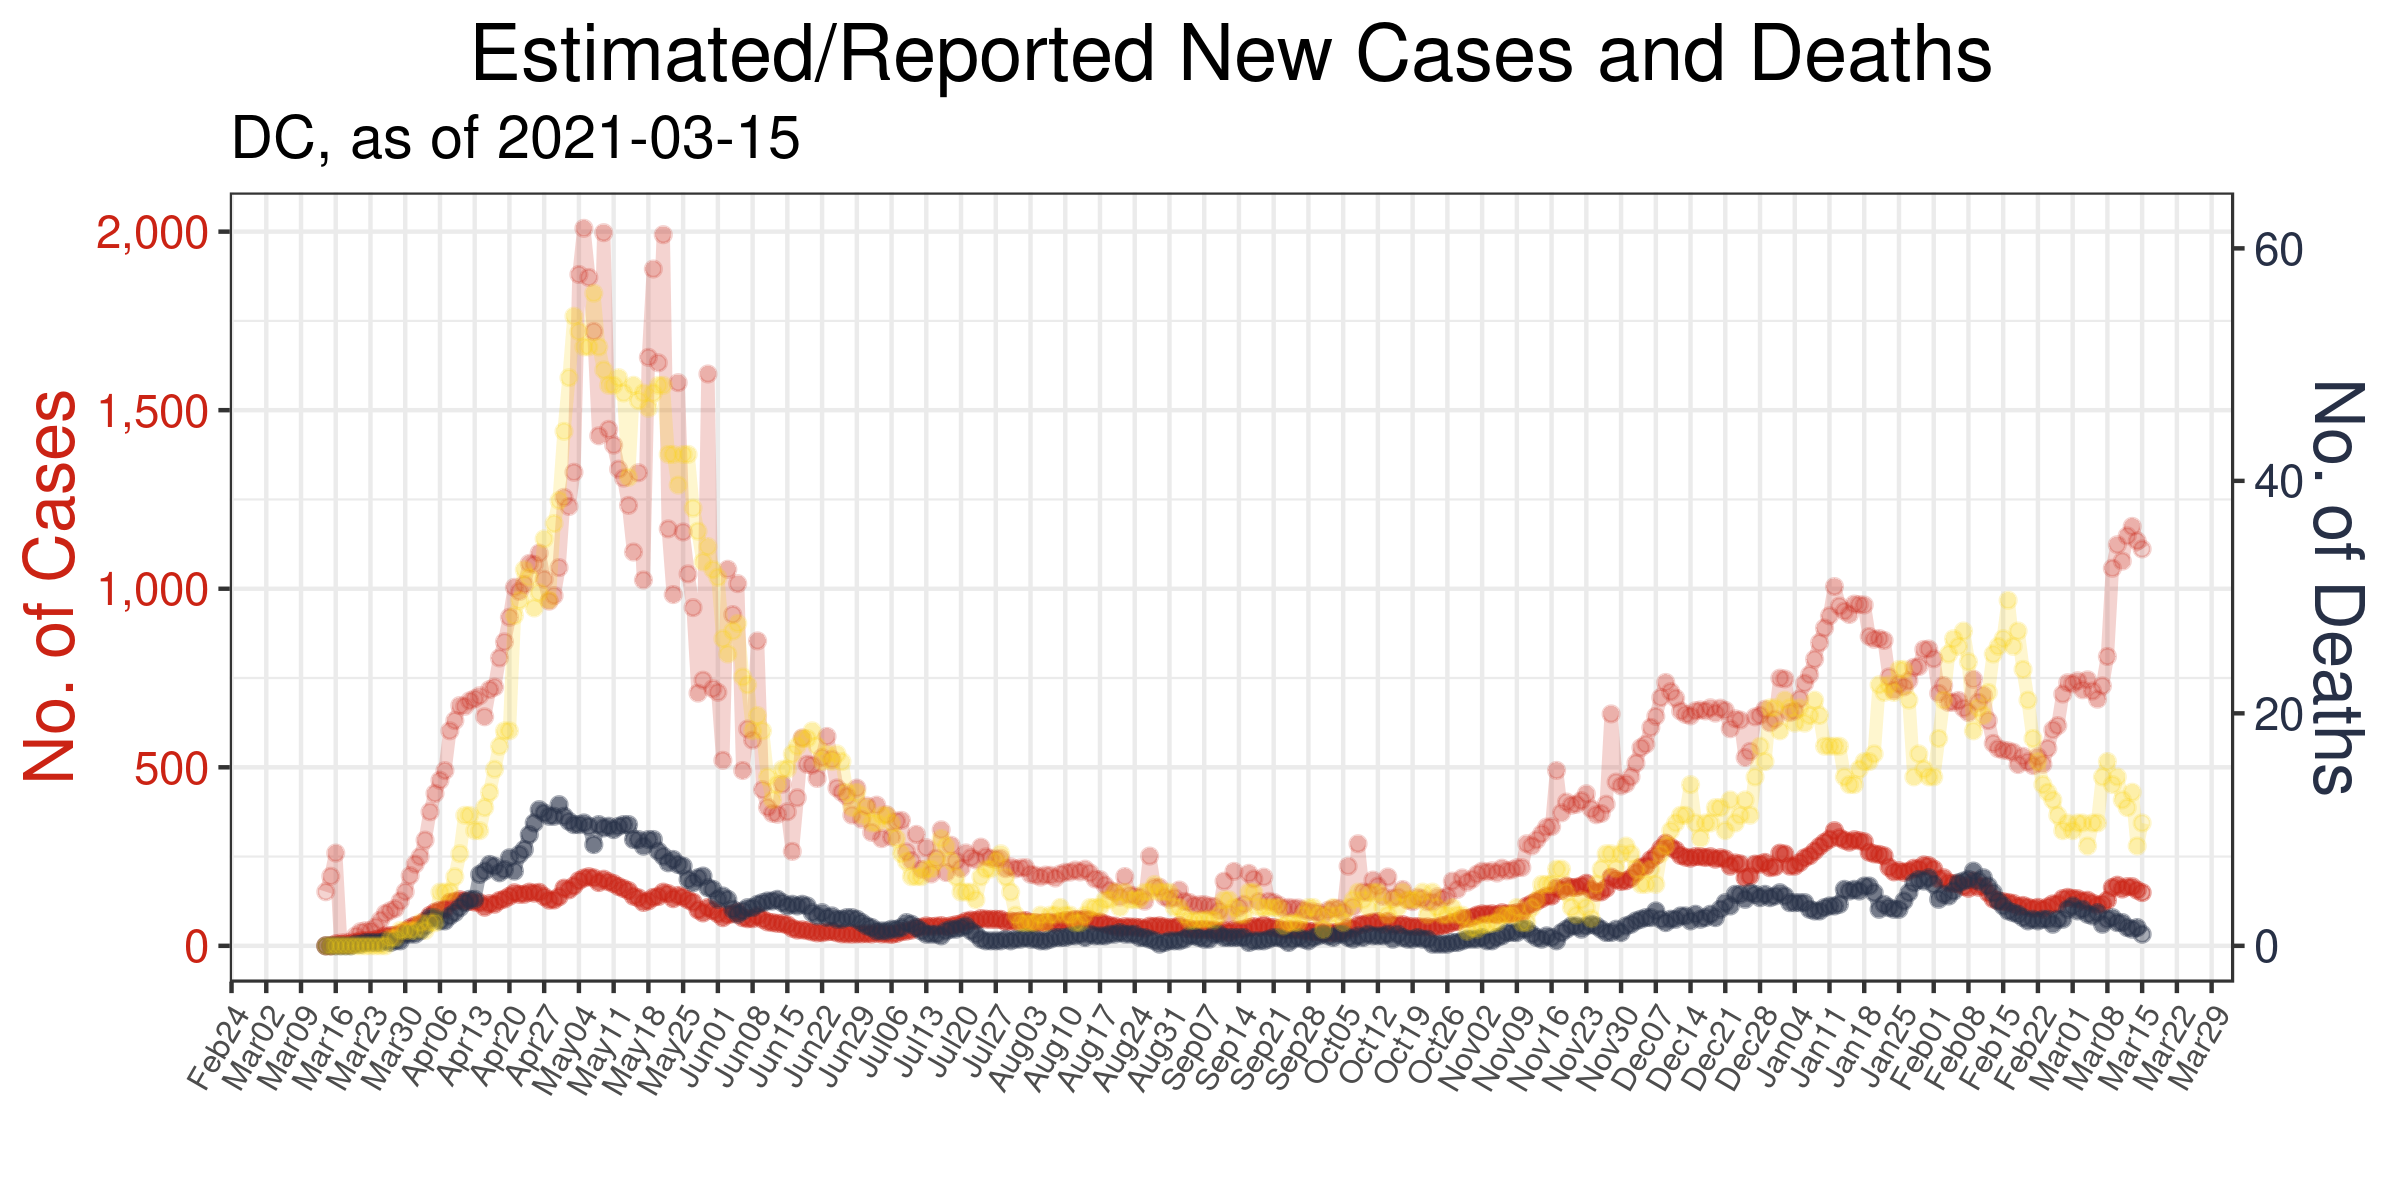 Estimated/Reported New Cases and Deaths
DC, as of 2021-03-15
No. of Cases
2,000
1,500
1,000
500
0
60
40
20
0
No. of Deaths
Feb24
Mar02
Mar09
Mar16
Mar23
Mar30
Apr06
Apr13
Apr20
Apr27
May04
May11
May18
May25
Jun01
Jun08
Jun15
Jun22
Jun29
Jul06
Jul13
Jul20
Jul27
Aug03
Aug10
Aug17
Aug24
Aug31
Sep07
Sep14
Sep21
Sep28
Oct05
Oct12
Oct19
Oct26
Nov02
Nov09
Nov16
Nov23
Nov30
Dec07
Dec14
Dec21
Dec28
Jan04
Jan11
Jan18
Jan25
Feb01
Feb08
Feb15
Feb22
Mar01
Mar08
Mar15
Mar22
Mar29